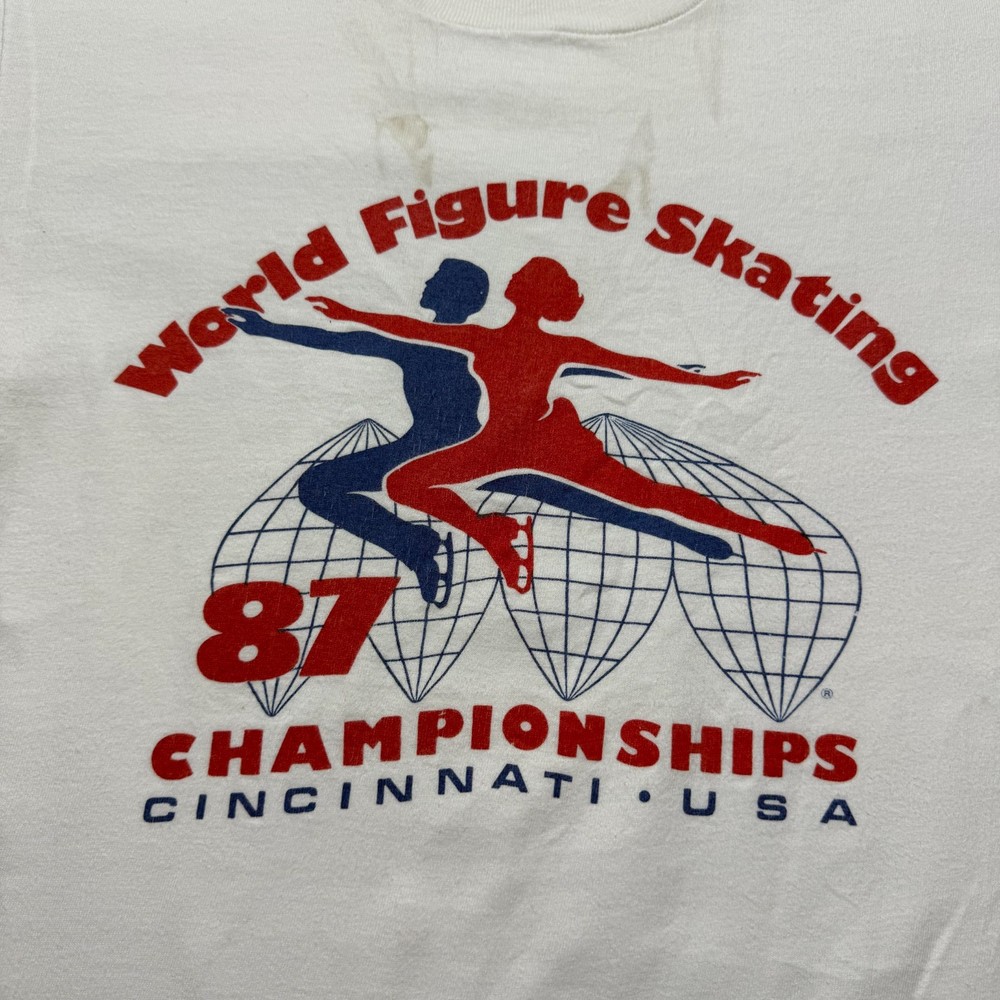 World Figure Skating
87
®
CHAMPIONSHIPS
CINCINNATI • USA